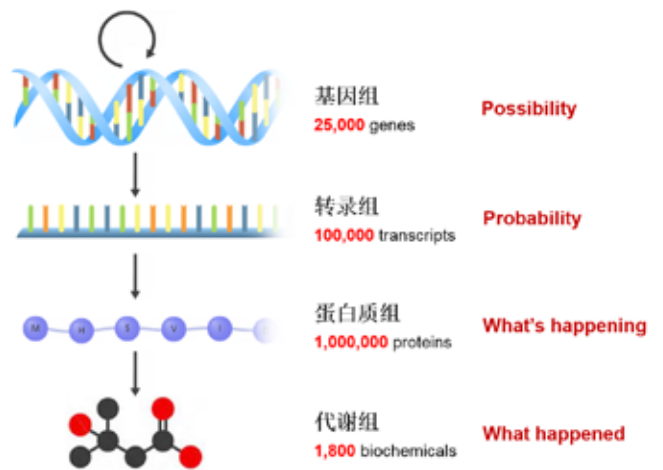 基因组
25,000 genes
Possibility
转录组
100,000 transcripts
Probability
M H S V I
蛋白质组
1,000,000 proteins
What's happening
代谢组
1,800 biochemicals
What happened